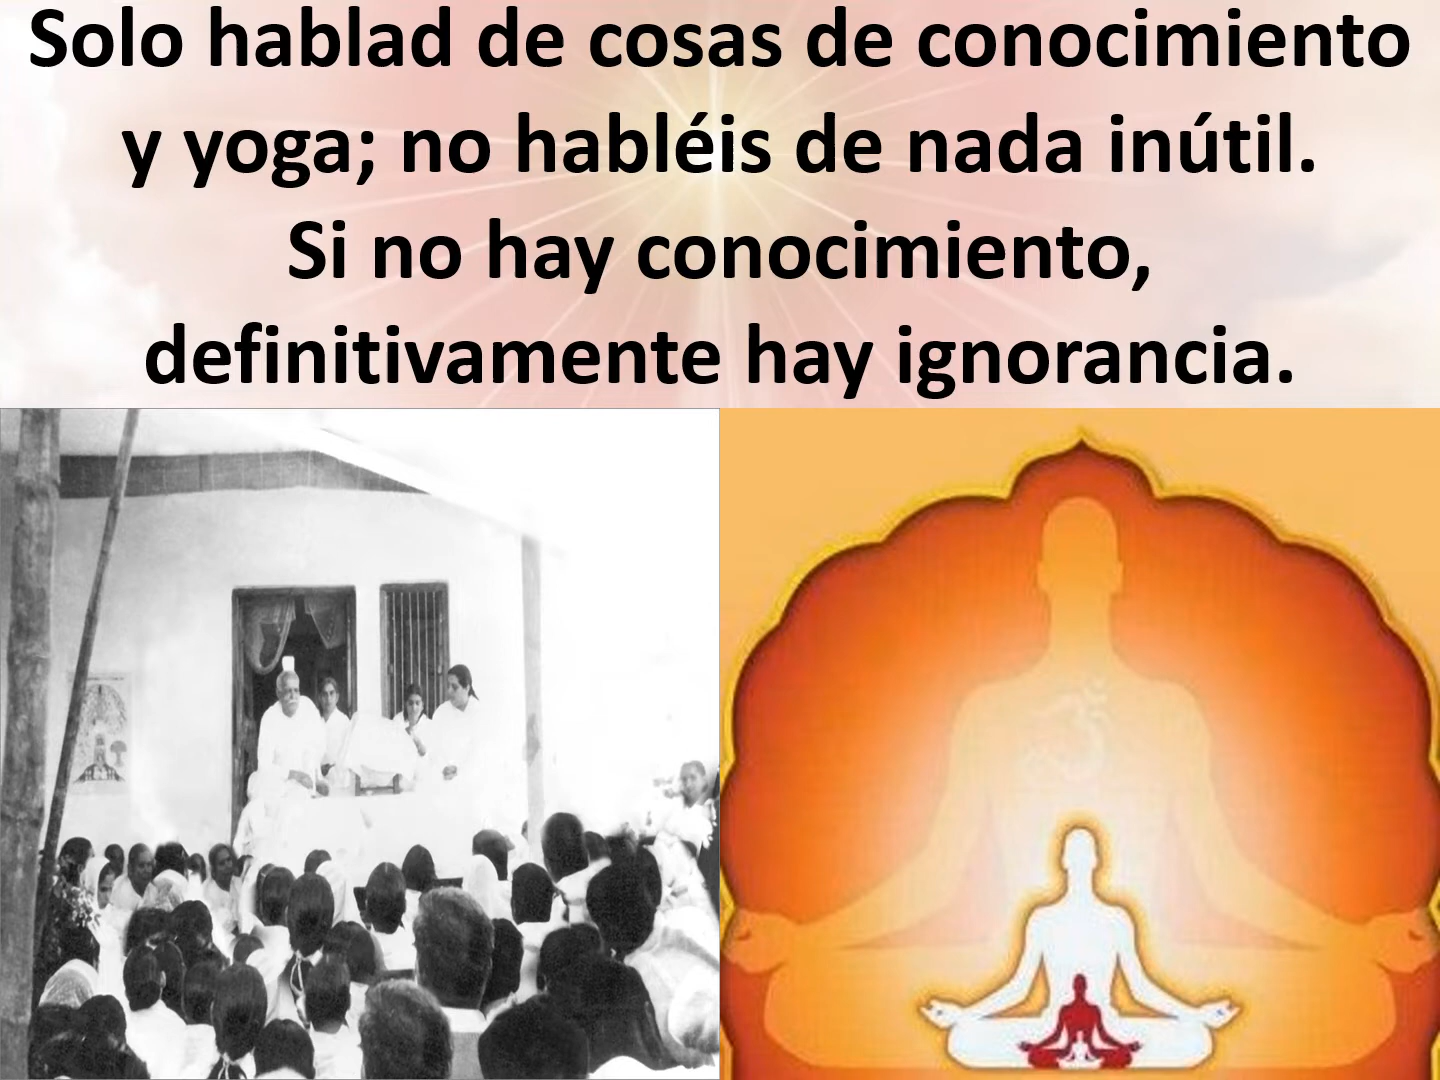 Solo hablad de cosas de conocimiento
y yoga; no habléis de nada inútil.
Si no hay conocimiento,
definitivamente hay ignorancia.
ॐ